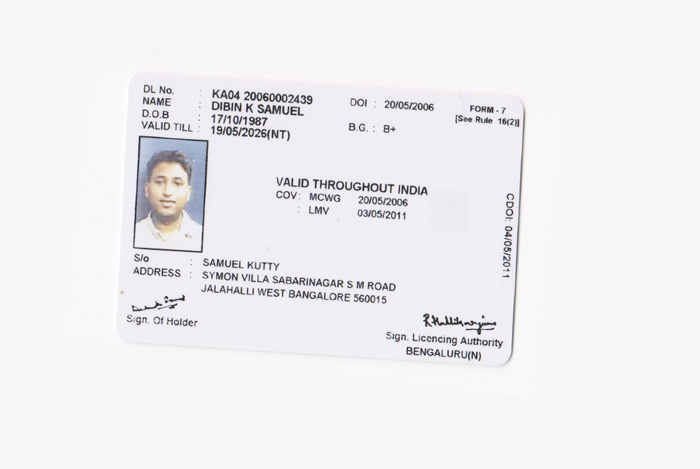 DL No. : KA04 20060002439 DOI : 20/05/2006 FORM - 7
NAME : DIBIN K SAMUEL [See Rule 16(2)]
D.O.B : 17/10/1987
VALID TILL : 19/05/2026(NT) B.G. : B+
VALID THROUGHOUT INDIA
COV: MCWG 20/05/2006
: LMV 03/05/2011
CDOI: 04/05/2011
S/o : SAMUEL KUTTY
ADDRESS : SYMON VILLA SABARINAGAR S M ROAD
JALAHALLI WEST BANGALORE 560015
Sign. Of Holder
Sign. Licencing Authority
BENGALURU(N)